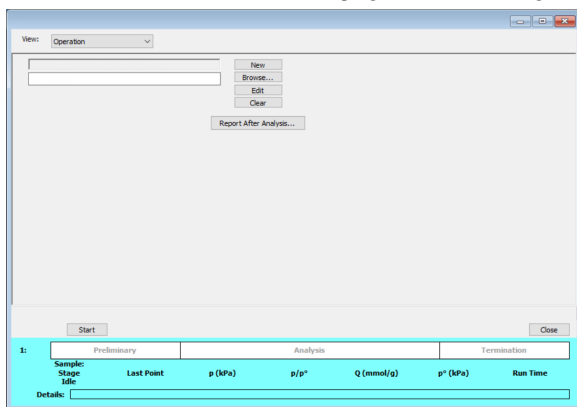 View: Operation
New
Browse...
Edit
Clear
Report After Analysis...
Start Close
1: Preliminary Analysis Termination
Sample:
Stage Last Point p (kPa) p/p° Q (mmol/g) p° (kPa) Run Time
Idle
Details: